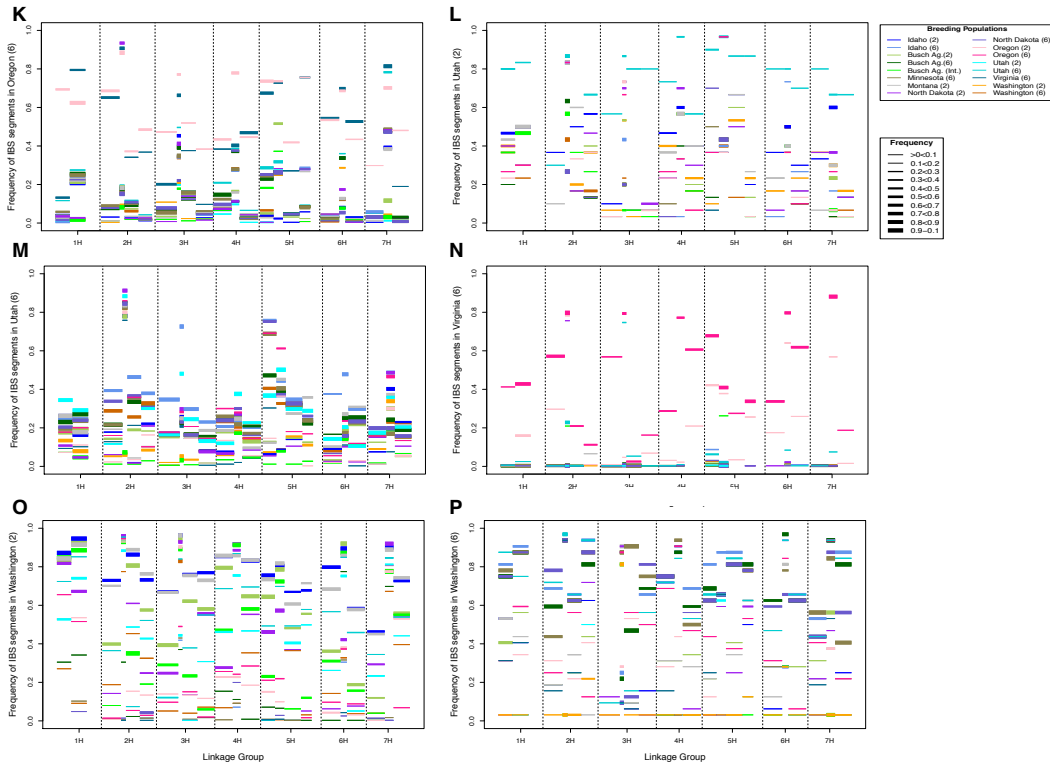 K
Frequency of IBS segments in Oregon (6)
0.0 0.2 0.4 0.6 0.8 1.0
1H 2H 3H 4H 5H 6H 7H
L
Frequency of IBS segments in Utah (2)
0.0 0.2 0.4 0.6 0.8 1.0
1H 2H 3H 4H 5H 6H 7H
Breeding Populations
Idaho (2)
Idaho (6)
Busch Ag.(2)
Busch Ag.(6)
Busch Ag. (Int.)
Minnesota (6)
Montana (2)
North Dakota (2)
North Dakota (6)
Oregon (2)
Oregon (6)
Utah (2)
Utah (6)
Virginia (6)
Washington (2)
Washington (6)
Frequency
>0<0.1
0.1<0.2
0.2<0.3
0.3<0.4
0.4<0.5
0.5<0.6
0.6<0.7
0.7<0.8
0.8<0.9
0.9−0.1
M
Frequency of IBS segments in Utah (6)
0.0 0.2 0.4 0.6 0.8 1.0
1H 2H 3H 4H 5H 6H 7H
N
Frequency of IBS segments in Virginia (6)
0.0 0.2 0.4 0.6 0.8 1.0
1H 2H 3H 4H 5H 6H 7H
O
Frequency of IBS segments in Washington (2)
0.0 0.2 0.4 0.6 0.8 1.0
1H 2H 3H 4H 5H 6H 7H
Linkage Group
P
Frequency of IBS segments in Washington (6)
0.0 0.2 0.4 0.6 0.8 1.0
1H 2H 3H 4H 5H 6H 7H
Linkage Group